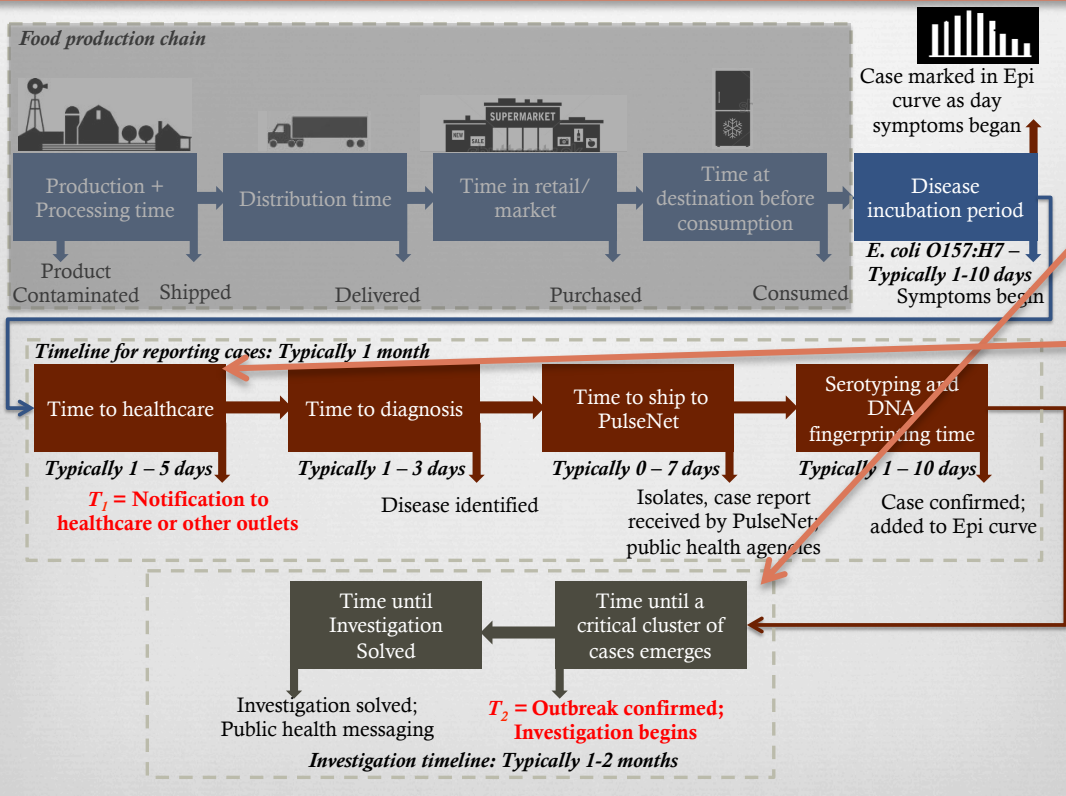 Food production chain
SUPERMARKET
NEW
SALE
Case marked in Epi
curve as day
symptoms began
Production +
Processing time
Distribution time
Time in retail/
market
Time at
destination before
consumption
Disease
incubation period
Product
Contaminated
Shipped
Delivered
Purchased
Consumed
E. coli O157:H7 –
Typically 1-10 days
Symptoms begin
Timeline for reporting cases: Typically 1 month
Time to healthcare
Time to diagnosis
Time to ship to
PulseNet
Serotyping and
DNA
fingerprinting time
Typically 1 – 5 days
Typically 1 – 3 days
Typically 0 – 7 days
Typically 1 – 10 days
T1 = Notification to
healthcare or other outlets
Disease identified
Isolates, case report
received by PulseNet;
public health agencies
Case confirmed;
added to Epi curve
Time until
Investigation
Solved
Time until a
critical cluster of
cases emerges
Investigation solved;
Public health messaging
T2 = Outbreak confirmed;
Investigation begins
Investigation timeline: Typically 1-2 months